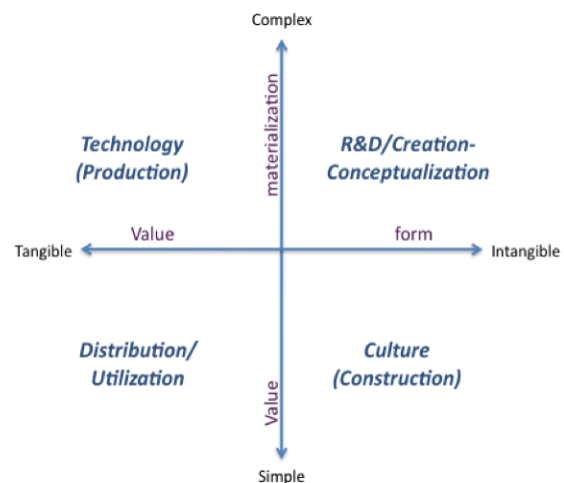 Complex
materialization
Technology
(Production)
R&D/Creation-
Conceptualization
Value
form
Tangible
Intangible
Distribution/
Utilization
Culture
(Construction)
Value
Simple